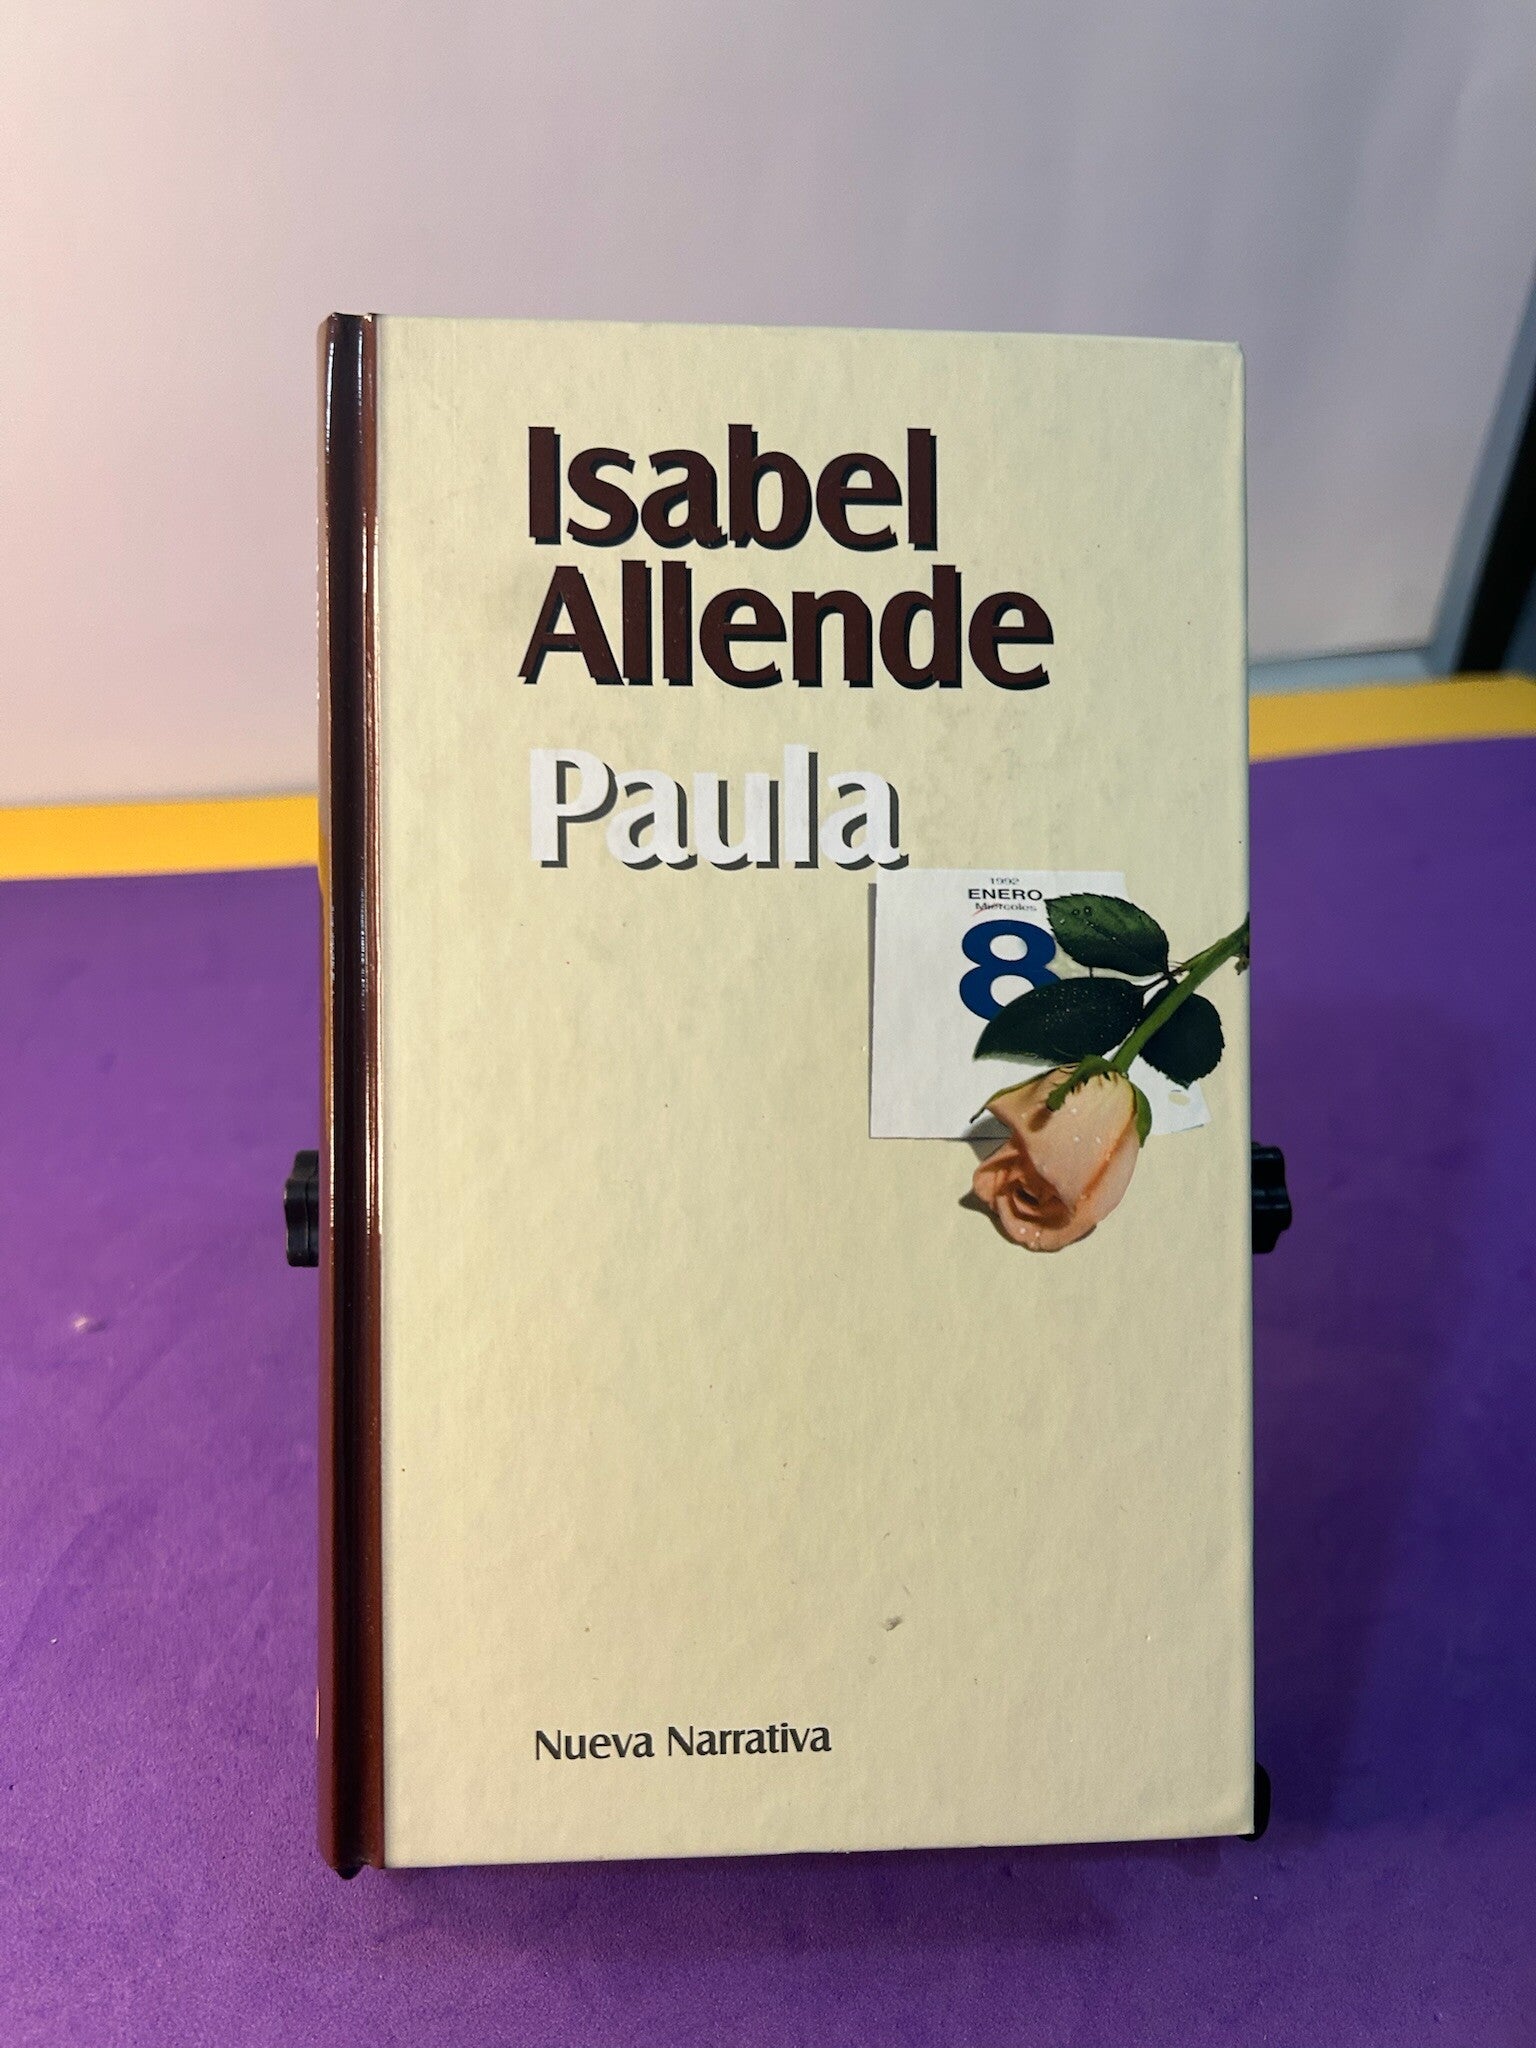 Isabel
Allende
Paula
1992
ENERO
Miércoles
8
Nueva Narrativa